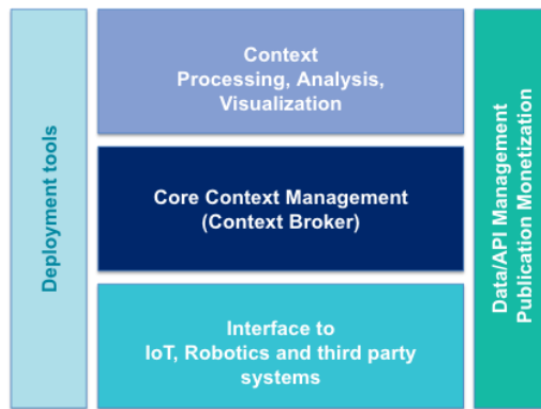 Deployment tools
Context
Processing, Analysis,
Visualization
Core Context Management
(Context Broker)
Interface to
IoT, Robotics and third party
systems
Data/API Management
Publication Monetization